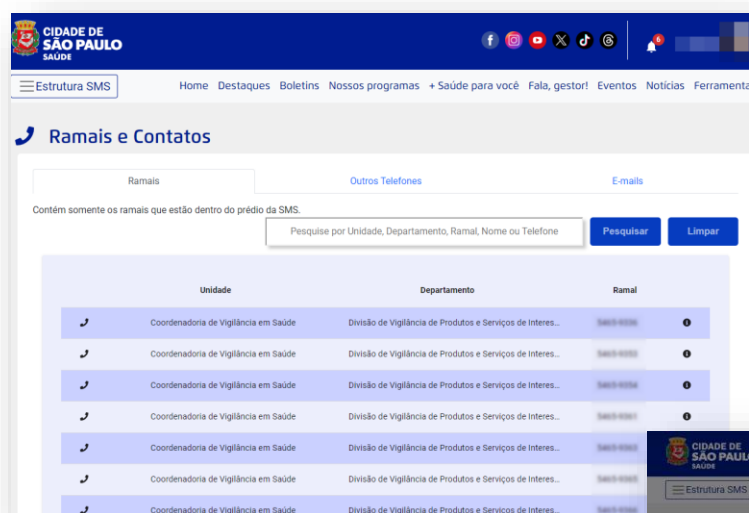 CIDADE DE
SÃO PAULO
SAÚDE
6
Estrutura SMS Home Destaques Boletins Nossos programas + Saúde para você Fala, gestor! Eventos Notícias Ferramenta
Ramais e Contatos
Ramais Outros Telefones E-mails
Contém somente os ramais que estão dentro do prédio da SMS.
Pesquise por Unidade, Departamento, Ramal, Nome ou Telefone Pesquisar Limpar
Unidade Departamento Ramal
Coordenadoria de Vigilância em Saúde Divisão de Vigilância de Produtos e Serviços de Interes...
Coordenadoria de Vigilância em Saúde Divisão de Vigilância de Produtos e Serviços de Interes...
Coordenadoria de Vigilância em Saúde Divisão de Vigilância de Produtos e Serviços de Interes...
Coordenadoria de Vigilância em Saúde Divisão de Vigilância de Produtos e Serviços de Interes...
Coordenadoria de Vigilância em Saúde Divisão de Vigilância de Produtos e Serviços de Interes...
Coordenadoria de Vigilância em Saúde Divisão de Vigilância de Produtos e Serviços de Interes...
Coordenadoria de Vigilância em Saúde Divisão de Vigilância de Produtos e Serviços de Interes...
CIDADE DE
SÃO PAULO
SAÚDE
Estrutura SMS